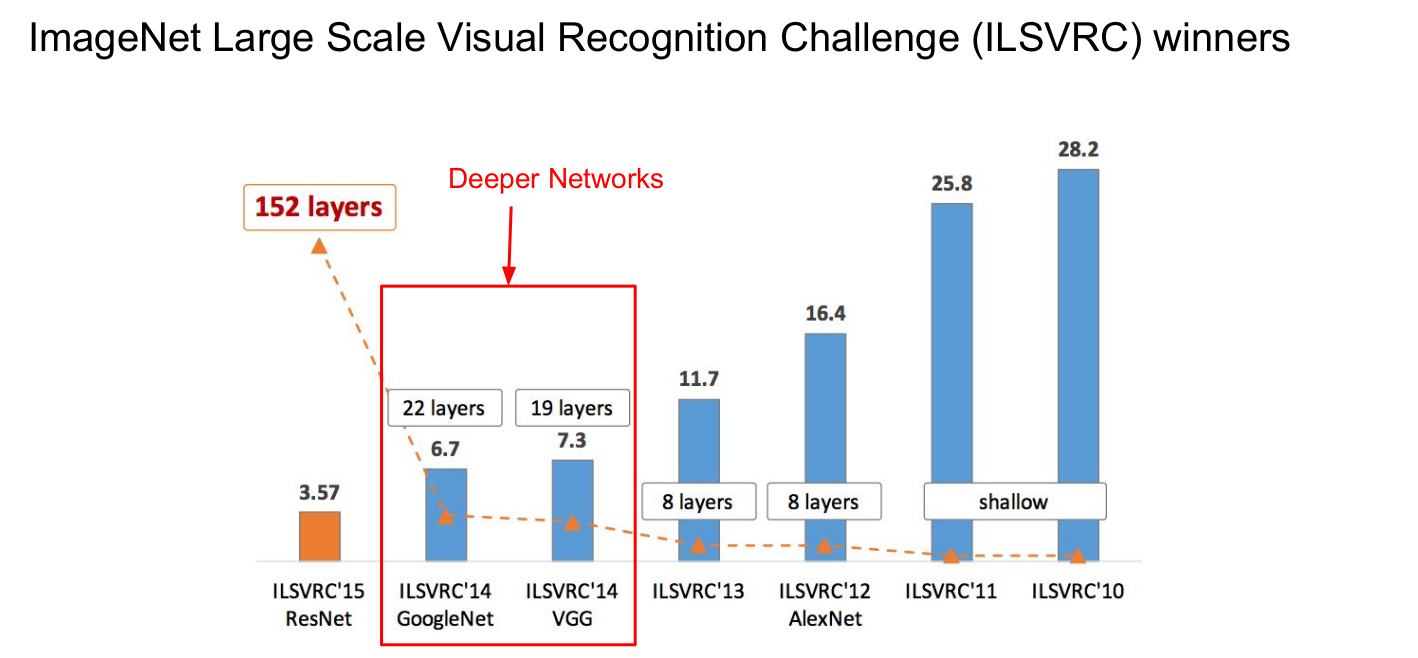 ImageNet Large Scale Visual Recognition Challenge (ILSVRC) winners
28.2
Deeper Networks
25.8
152 layers
16.4
11.7
22 layers
19 layers
7.3
6.7
3.57
8 layers
8 layers
shallow
ILSVRC'15
ResNet
ILSVRC'14
GoogleNet
ILSVRC'14
VGG
ILSVRC'13
ILSVRC'12
AlexNet
ILSVRC'11
ILSVRC'10